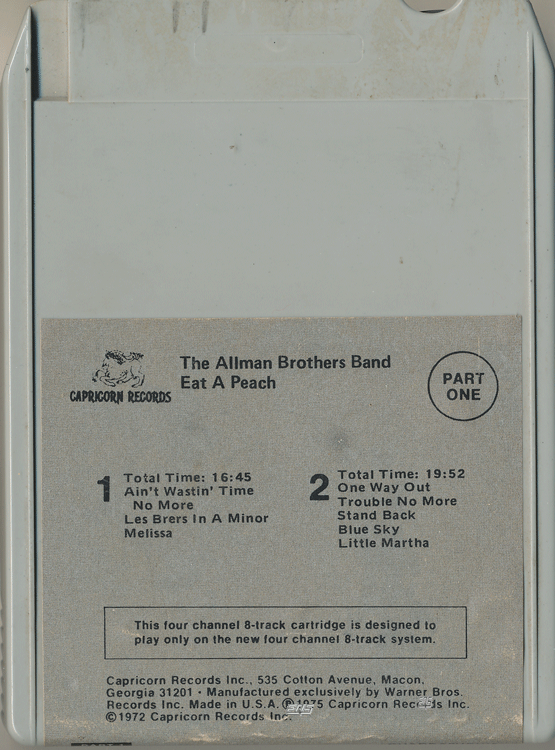 The Allman Brothers Band
Eat A Peach
CAPRICORN RECORDS
PART
ONE
1
Total Time: 16:45
Ain't Wastin' Time
No More
Les Brers In A Minor
Melissa
2
Total Time: 19:52
One Way Out
Trouble No More
Stand Back
Blue Sky
Little Martha
This four channel 8-track cartridge is designed to
play only on the new four channel 8-track system.
Capricorn Records Inc., 535 Cotton Avenue, Macon,
Georgia 31201 • Manufactured exclusively by Warner Bros.
Records Inc. Made in U.S.A. ℗1975 Capricorn Records Inc.
©1972 Capricorn Records Inc.